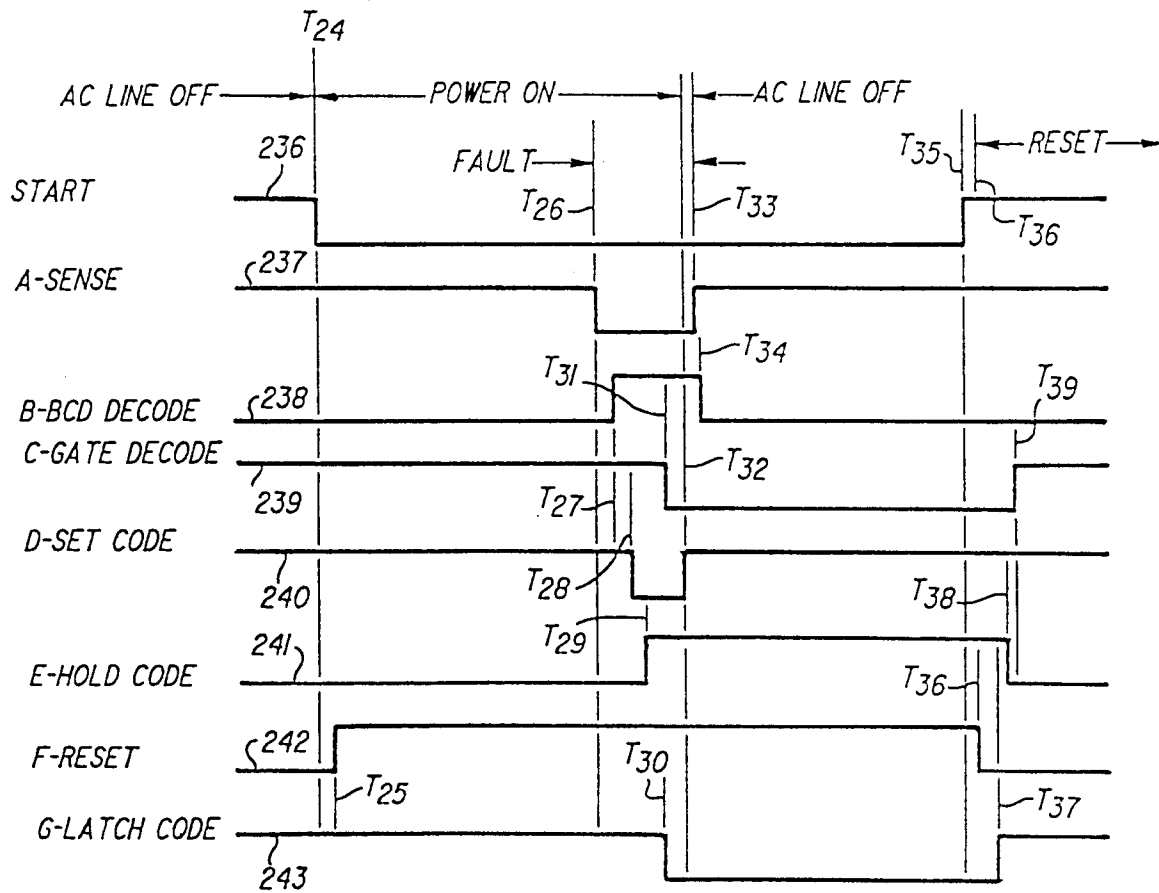 T24
AC LINE OFF POWER ON AC LINE OFF
236 FAULT T35 RESET
START T26 T33 T36
A-SENSE 237
T34
T31 T39
B-BCD DECODE 238
C-GATE DECODE T32
239 T27
D-SET CODE
240 T28 T38
T29
241
E-HOLD CODE T36
242
F-RESET T30
T25 T37
G-LATCH CODE
243